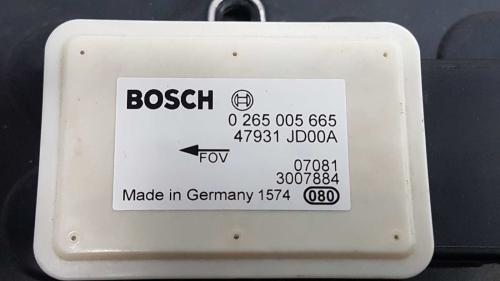 BOSCH
0 265 005 665
47931 JD00A
FOV
07081
3007884
Made in Germany 1574 080